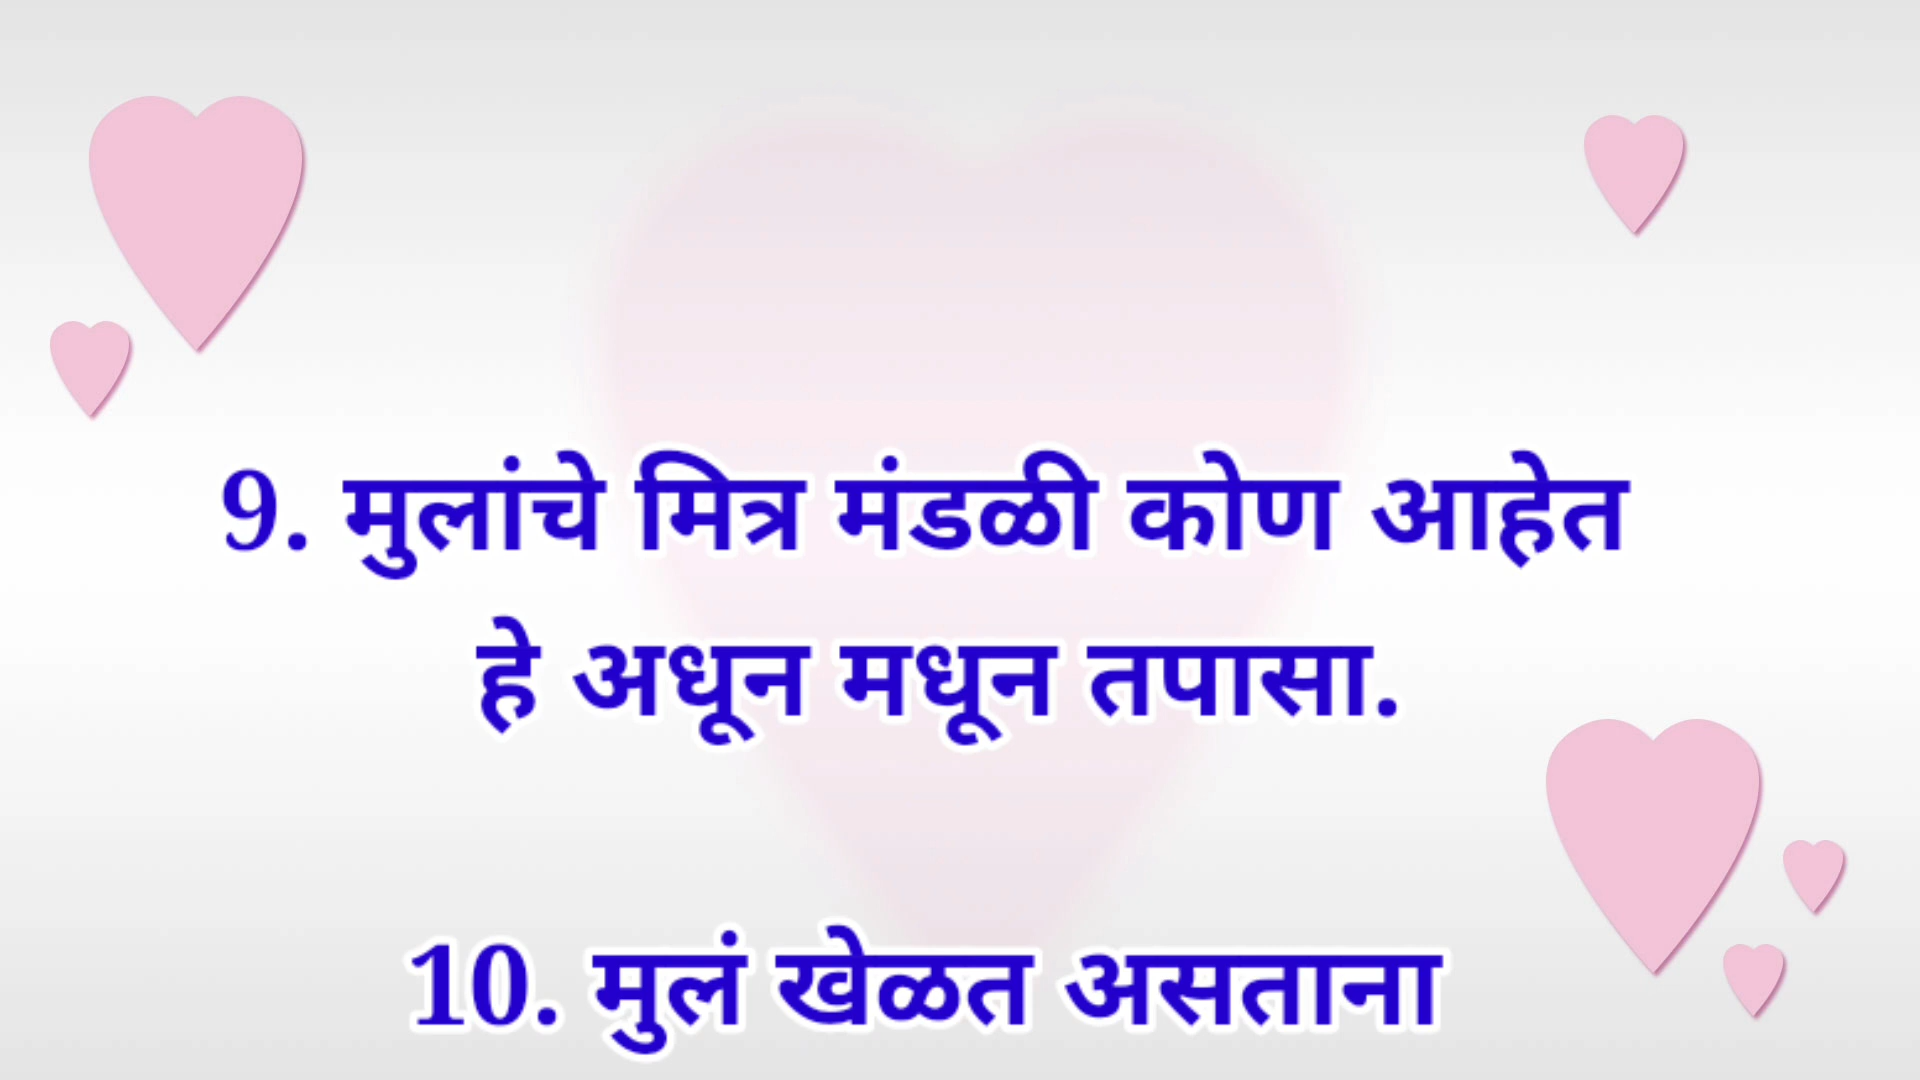 9. मुलांचे मित्र मंडळी कोण आहेत
हे अधून मधून तपासा.
10. मुलं खेळत असताना